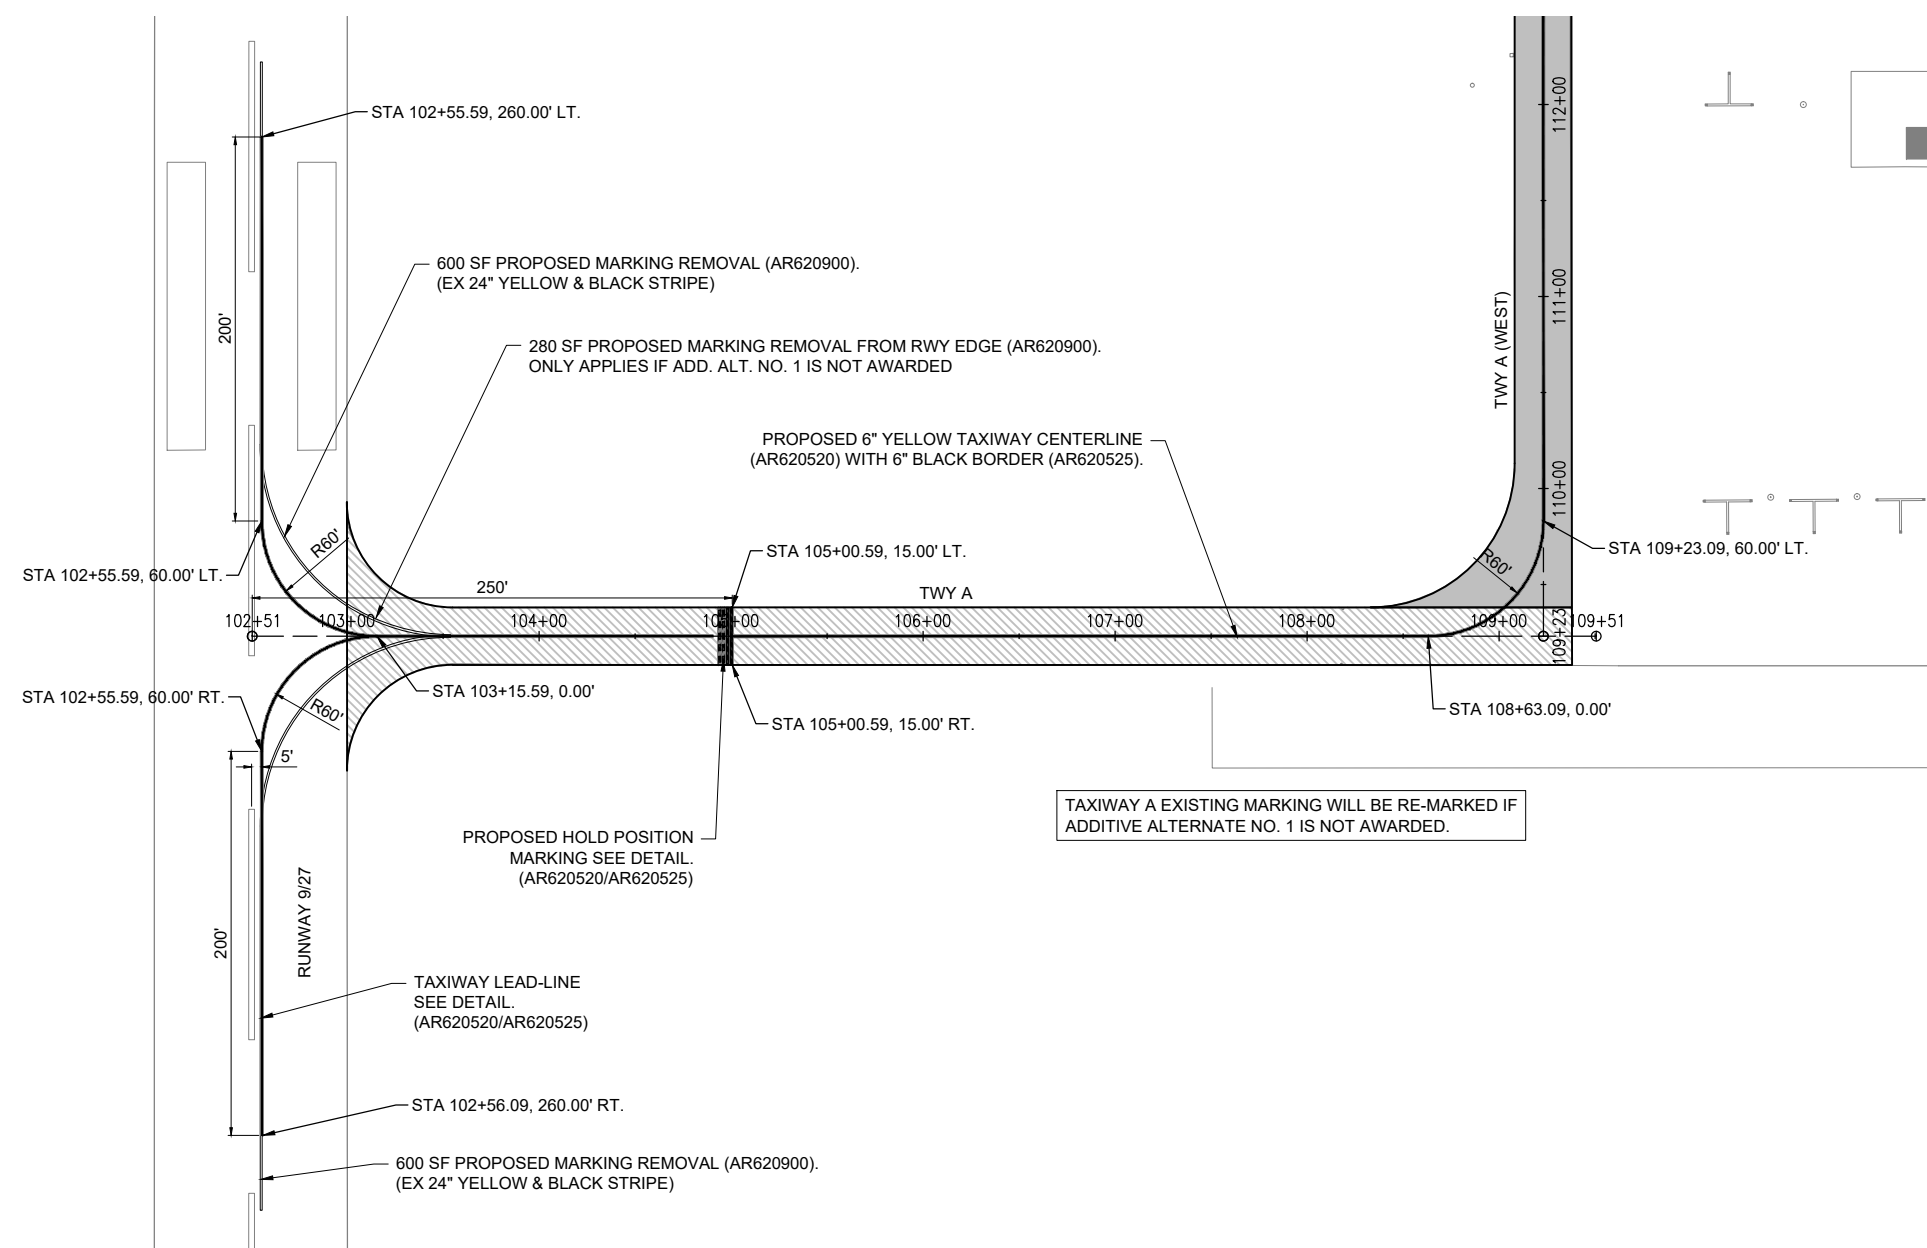 STA 102+55.59, 260.00' LT.
112+00
600 SF PROPOSED MARKING REMOVAL (AR620900).
(EX 24" YELLOW & BLACK STRIPE)
200'
111+00
TWY A (WEST)
280 SF PROPOSED MARKING REMOVAL FROM RWY EDGE (AR620900).
ONLY APPLIES IF ADD. ALT. NO. 1 IS NOT AWARDED
PROPOSED 6" YELLOW TAXIWAY CENTERLINE
(AR620520) WITH 6" BLACK BORDER (AR620525).
110+00
R60'
STA 105+00.59, 15.00' LT.
STA 109+23.09, 60.00' LT.
R60'
STA 102+55.59, 60.00' LT.
250'
TWY A
102+51
103+00
104+00
105+00
106+00
107+00
108+00
109+00
109+23
109+51
STA 102+55.59, 60.00' RT.
STA 103+15.59, 0.00'
R60'
STA 105+00.59, 15.00' RT.
STA 108+63.09, 0.00'
5'
TAXIWAY A EXISTING MARKING WILL BE RE-MARKED IF
ADDITIVE ALTERNATE NO. 1 IS NOT AWARDED.
PROPOSED HOLD POSITION
MARKING SEE DETAIL.
(AR620520/AR620525)
RUNWAY 9/27
200'
TAXIWAY LEAD-LINE
SEE DETAIL.
(AR620520/AR620525)
STA 102+56.09, 260.00' RT.
600 SF PROPOSED MARKING REMOVAL (AR620900).
(EX 24" YELLOW & BLACK STRIPE)